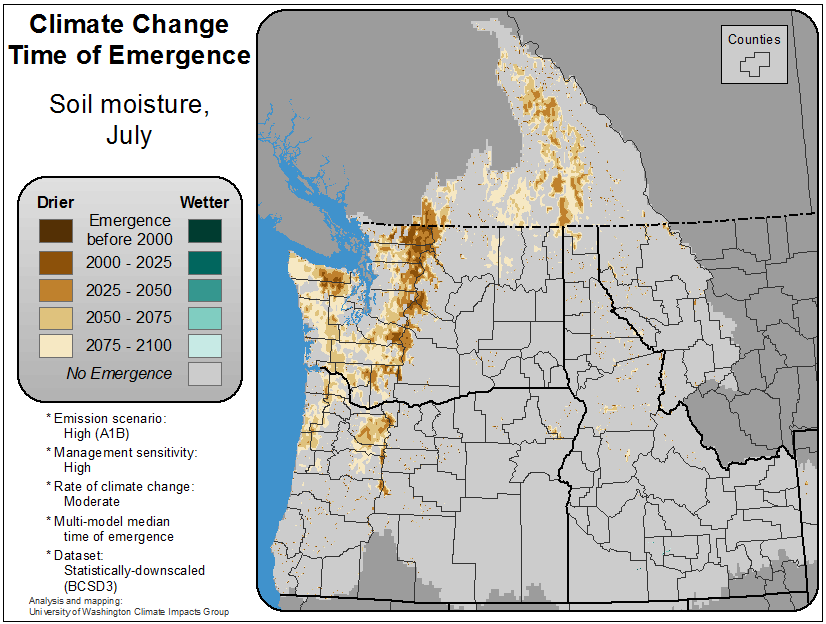 Climate Change
Time of Emergence
Soil moisture,
July
Drier
Wetter
Emergence
before 2000
2000 - 2025
2025 - 2050
2050 - 2075
2075 - 2100
No Emergence
* Emission scenario:
High (A1B)
* Management sensitivity:
High
* Rate of climate change:
Moderate
* Multi-model median
time of emergence
* Dataset:
Statistically-downscaled
(BCSD3)
Analysis and mapping:
University of Washington Climate Impacts Group
Counties